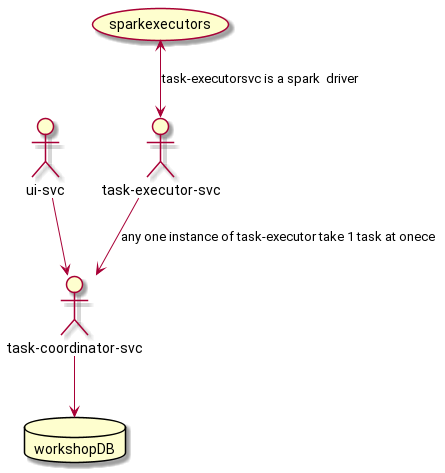 sparkexecutors
task-executorsvc is a spark  driver
ui-svc
task-executor-svc
any one instance of task-executor take 1 task at onece
task-coordinator-svc
workshopDB